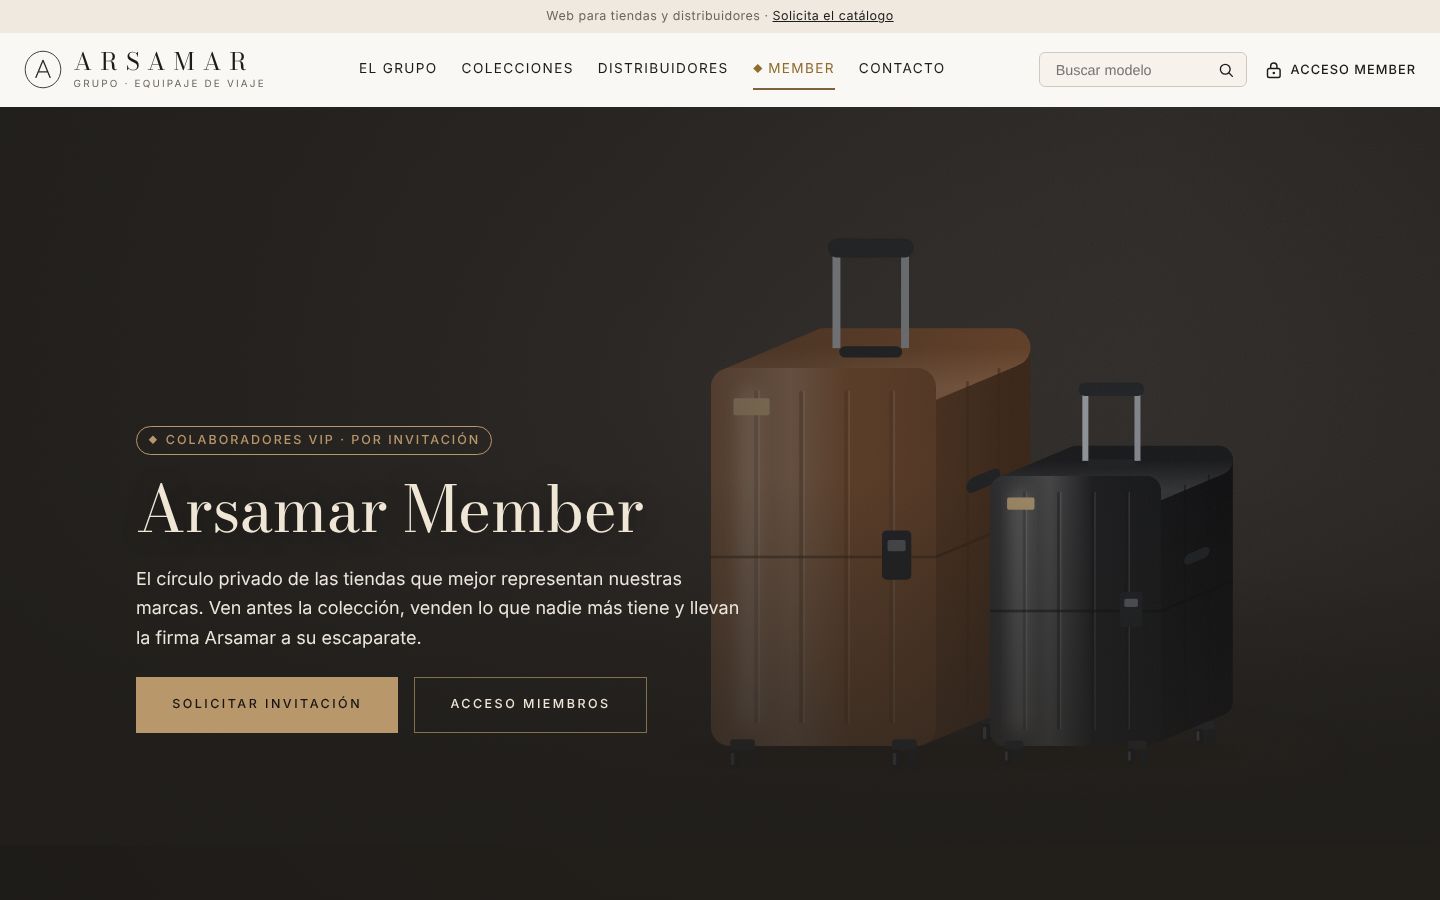 Web para tiendas y distribuidores · Solicita el catálogo
ARSAMAR
GRUPO · EQUIPAJE DE VIAJE
EL GRUPO
COLECCIONES
DISTRIBUIDORES
◆ MEMBER
CONTACTO
Buscar modelo
ACCESO MEMBER
◆ COLABORADORES VIP · POR INVITACIÓN
Arsamar Member
El círculo privado de las tiendas que mejor representan nuestras
marcas. Ven antes la colección, venden lo que nadie más tiene y llevan
la firma Arsamar a su escaparate.
SOLICITAR INVITACIÓN
ACCESO MIEMBROS